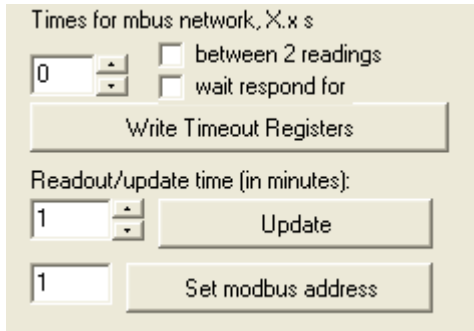 Times for mbus network, X.x s
0
between 2 readings
wait respond for
Write Timeout Registers
Readout/update time (in minutes):
1
Update
1
Set modbus address